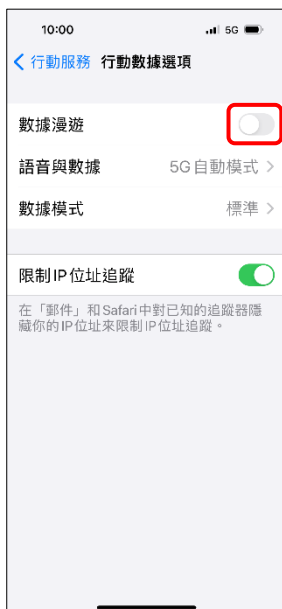 10:00 5G
行動服務 行動數據選項
數據漫遊
語音與數據 5G自動模式
數據模式 標準
限制IP位址追蹤
在「郵件」和Safari中對已知的追蹤器隱
藏你的IP位址來限制IP位址追蹤。